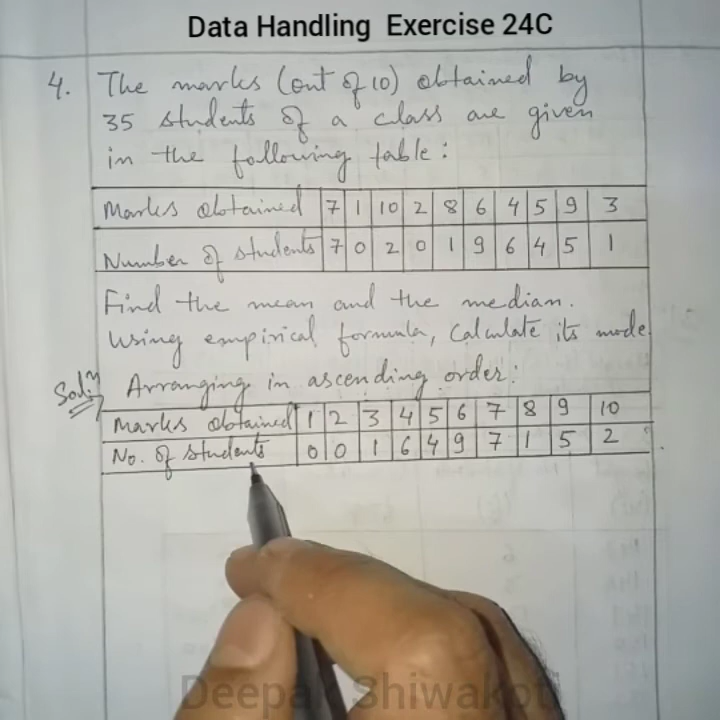 Data Handling Exercise 24C
4. The marks (out of 10) obtained by
35 students of a class are given
in the following table:
Marks obtained 7 1 10 2 8 6 4 5 9 3
Number of students 7 0 2 0 1 9 6 4 5 1
Find the mean and the median.
Using empirical formula, calculate its mode
Soln. Arranging in ascending order:
Marks obtained 1 2 3 4 5 6 7 8 9 10
No. of students 0 0 1 6 4 9 7 1 5 2
Deepak Shiwakoti